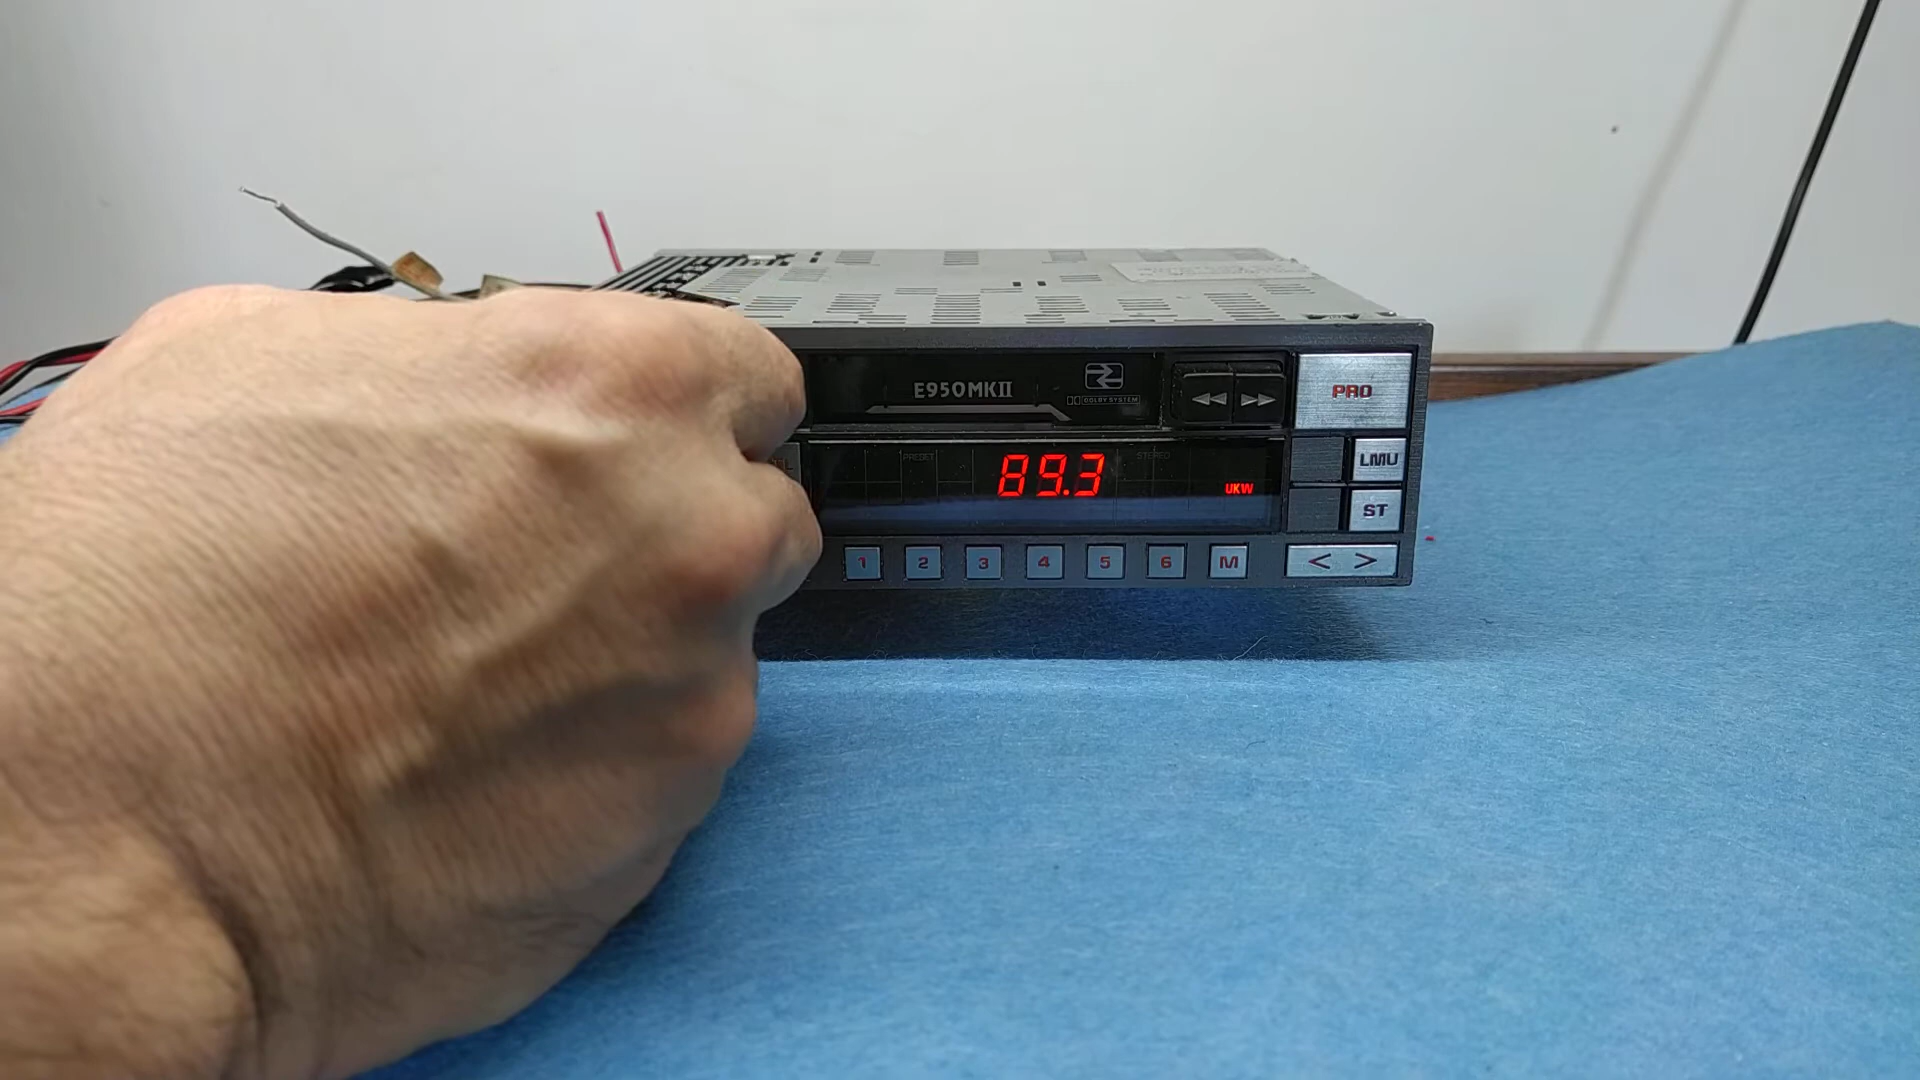 E950MKII
DOLBY SYSTEM
PRO
PRESET
STEREO
89.3
UKW
LMU
ST
1 2 3 4 5 6 M < >